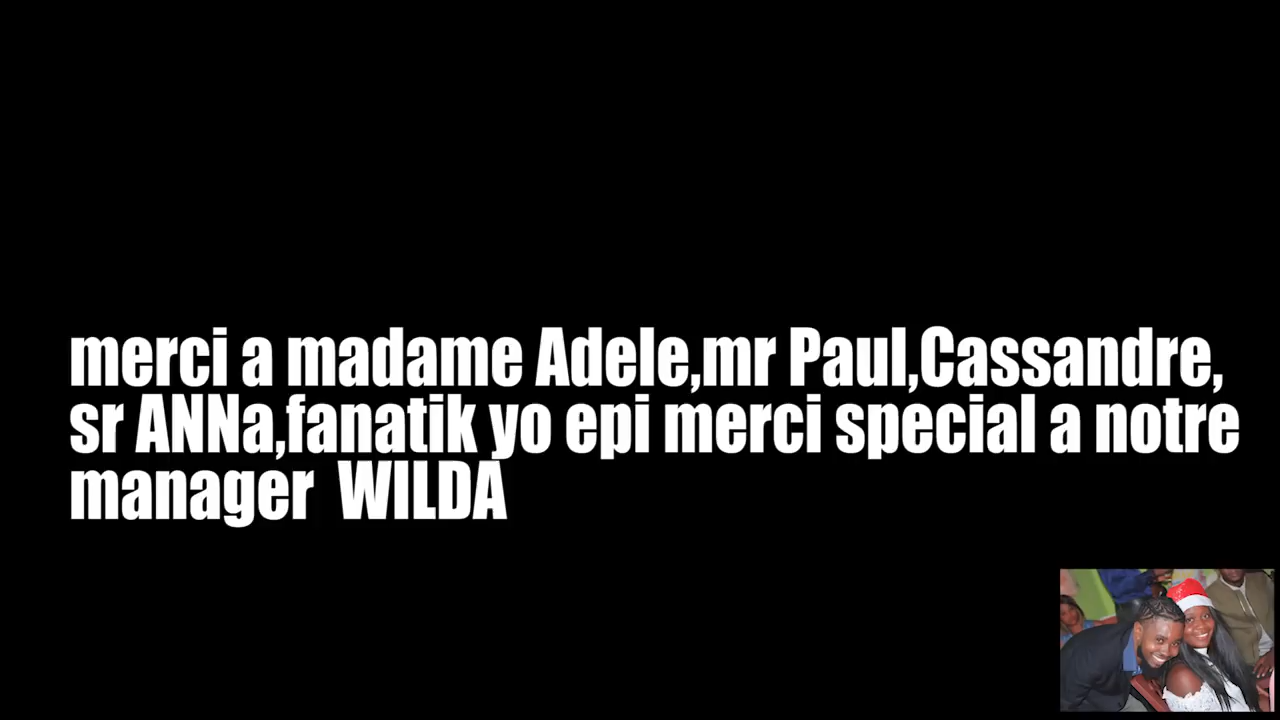 merci a madame Adele,mr Paul,Cassandre,
sr ANNa,fanatik yo epi merci special a notre
manager  WILDA